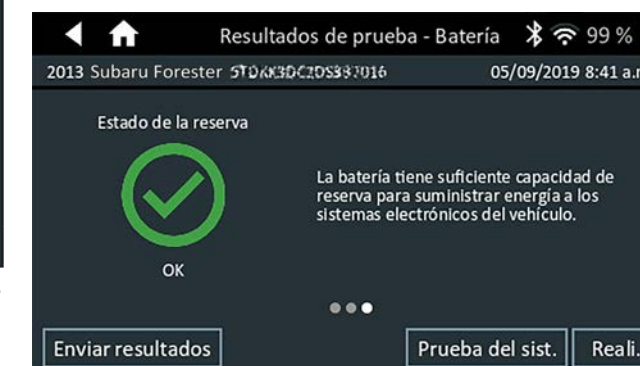 Resultados de prueba - Batería 99 %
2013 Subaru Forester 05/09/2019 8:41 a.
Estado de la reserva
La batería tiene suficiente capacidad de
reserva para suministrar energía a los
sistemas electrónicos del vehículo.
OK
Enviar resultados Prueba del sist. Reali.